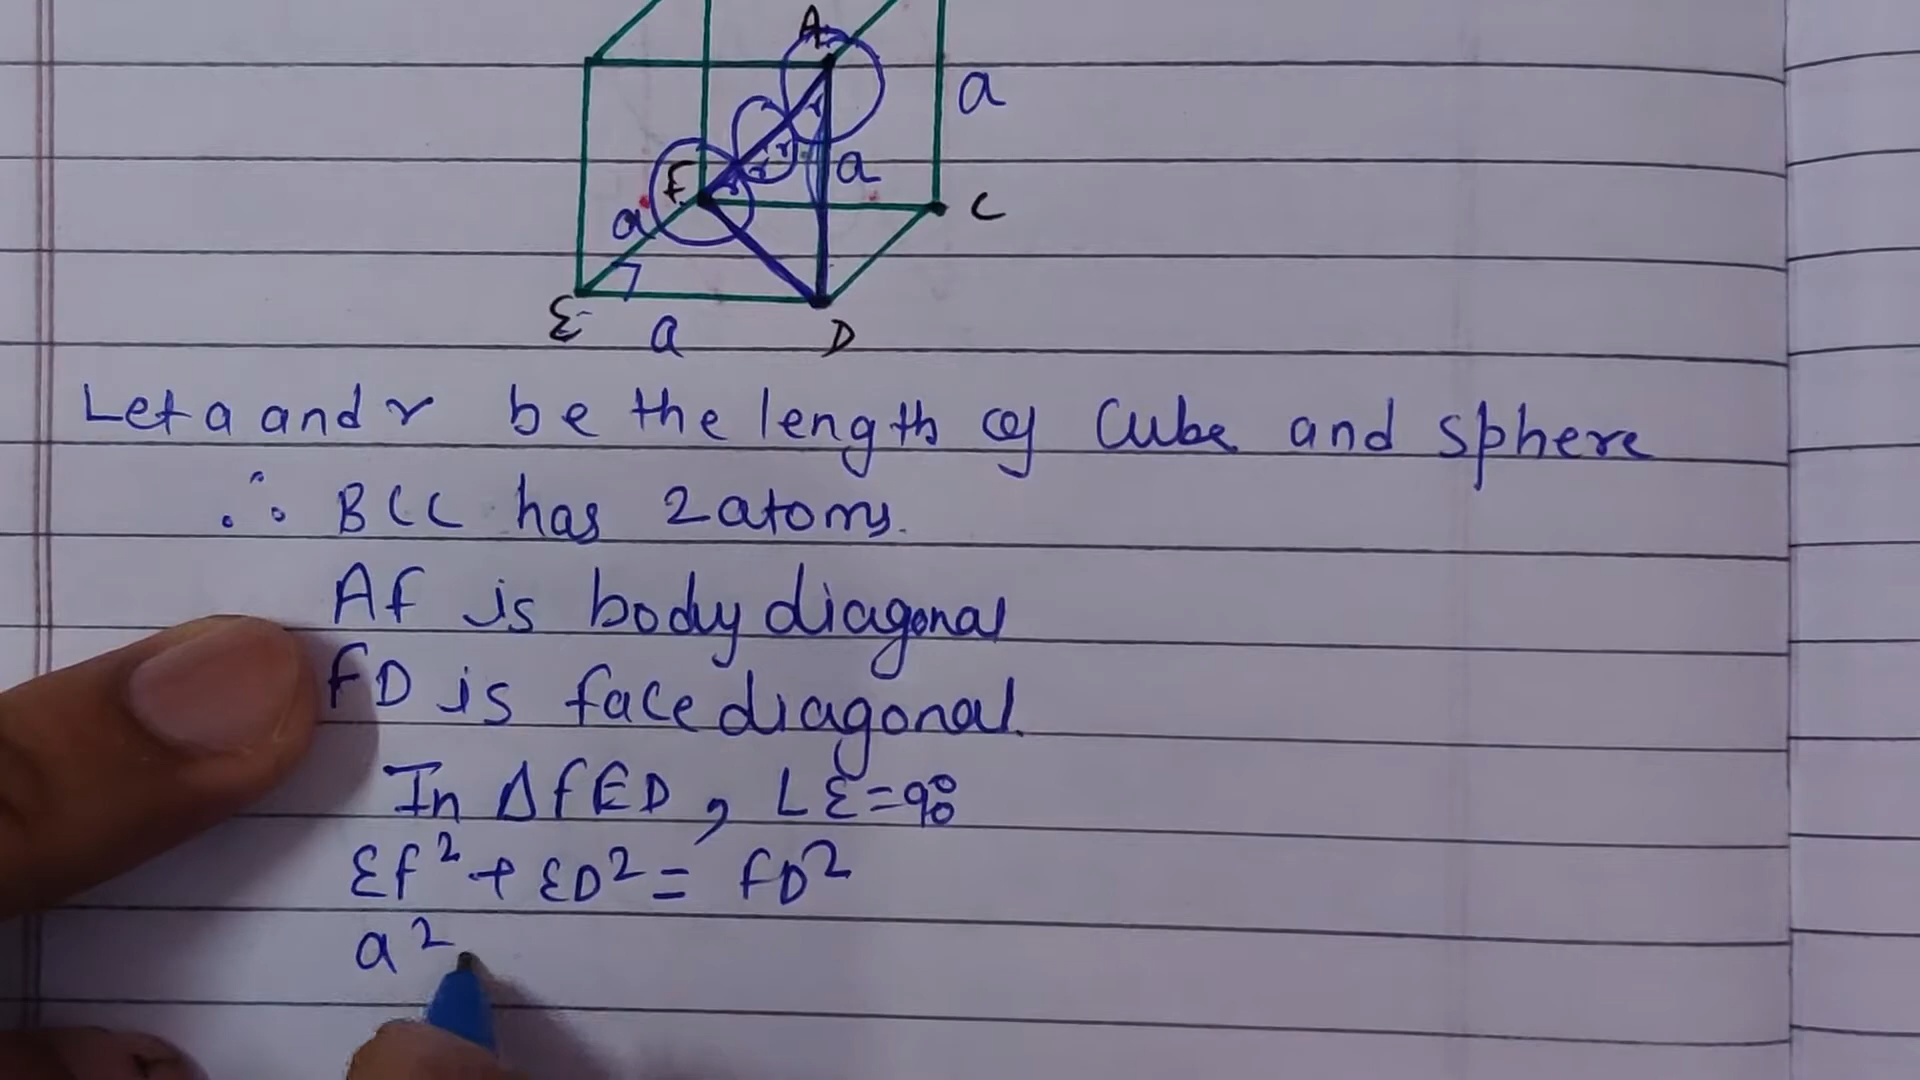 A
a
r
r
a
F
a
C
E
a
D
Let a and r be the length of Cube and sphere
∴ BCC has 2 atoms.
AF is body diagonal
FD is face diagonal.
In ΔFED, ∠E=90
EF² + ED² = FD²
a²